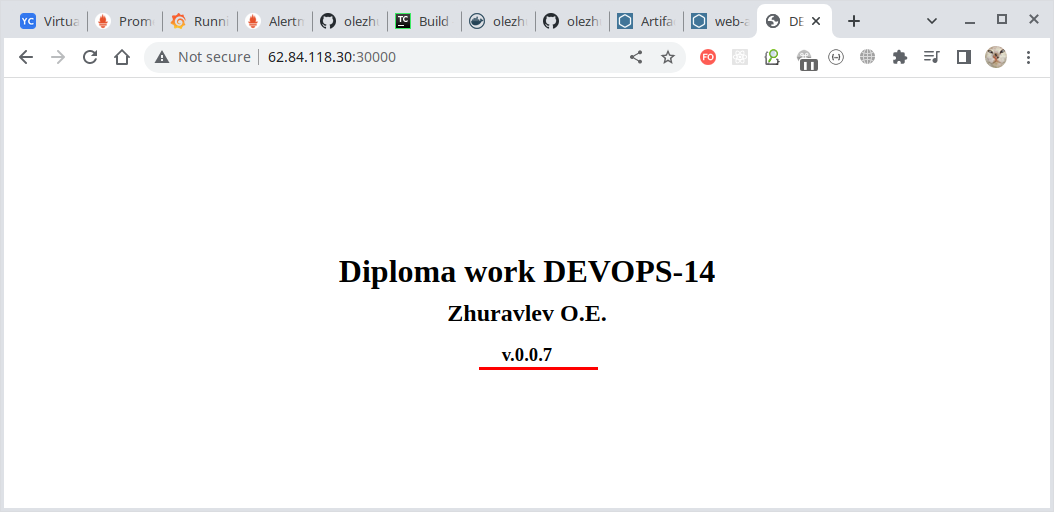 YC Virtua Prom Runni Alertn olezhu TC Build olezh olezh Artifa web-a DE
Not secure 62.84.118.30:30000 FO
Diploma work DEVOPS-14
Zhuravlev O.E.
v.0.0.7